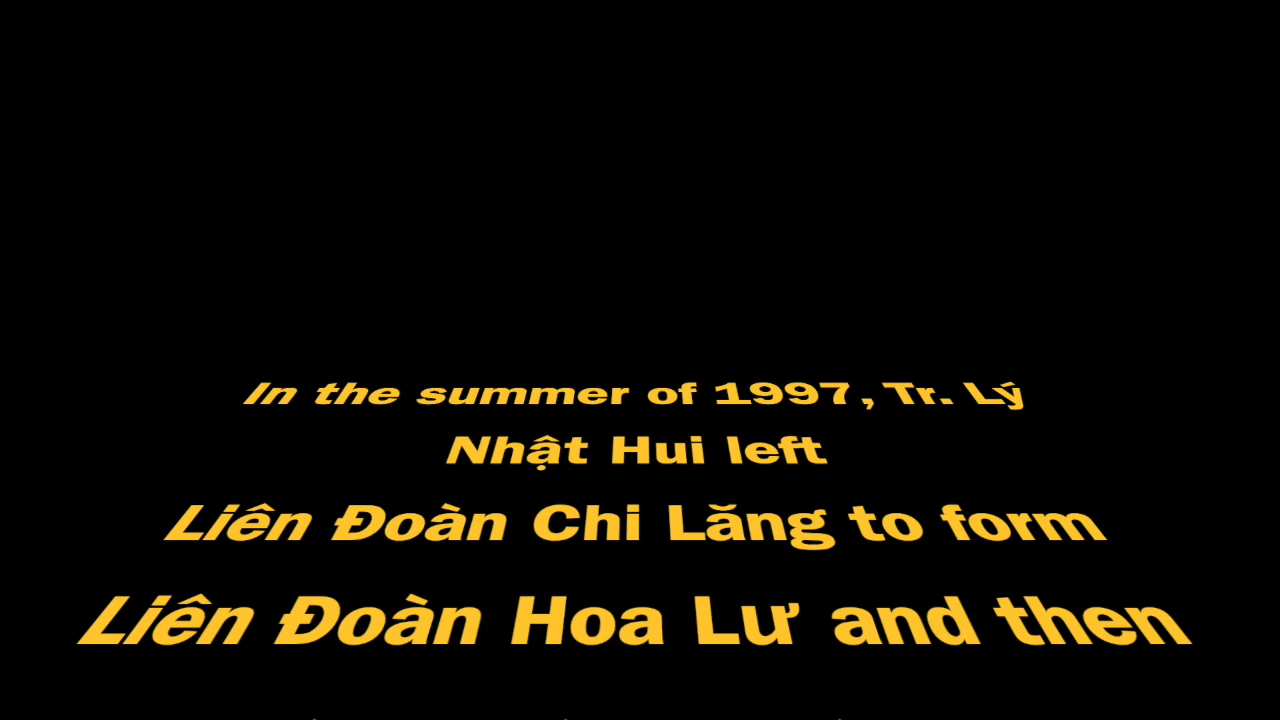 In the summer of 1997, Tr. Lý
Nhật Hui left
Liên Đoàn Chi Lăng to form
Liên Đoàn Hoa Lư and then